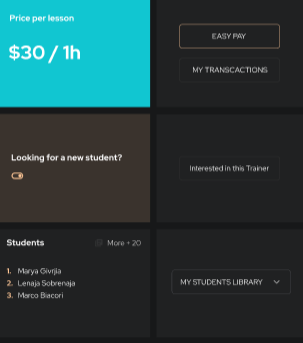 Price per lesson
$30 / 1h
EASY PAY
MY TRANSCACTIONS
Looking for a new student?
Interested in this Trainer
Students
More + 20
1. Marya Givrjia
2. Lenaja Sobrenaja
3. Marco Biacori
MY STUDENTS LIBRARY